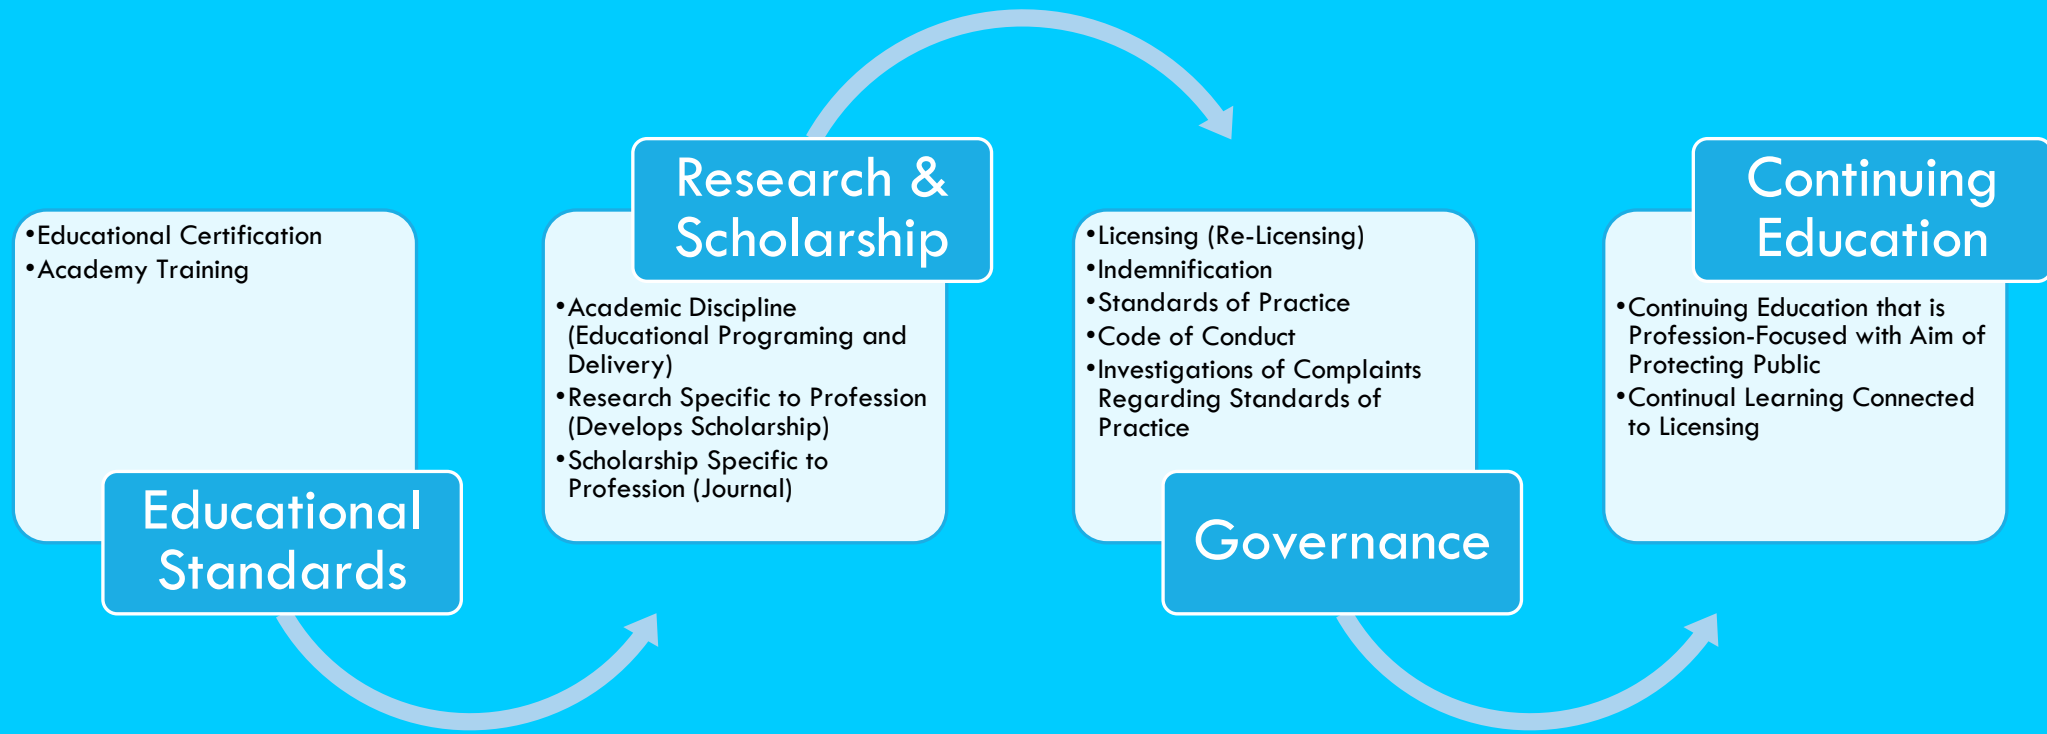 •Educational Certification
•Academy Training
Educational
Standards
Research &
Scholarship
•Academic Discipline
(Educational Programing and
Delivery)
•Research Specific to Profession
(Develops Scholarship)
•Scholarship Specific to
Profession (Journal)
•Licensing (Re-Licensing)
•Indemnification
•Standards of Practice
•Code of Conduct
•Investigations of Complaints
Regarding Standards of
Practice
Governance
Continuing
Education
•Continuing Education that is
Profession-Focused with Aim of
Protecting Public
•Continual Learning Connected
to Licensing